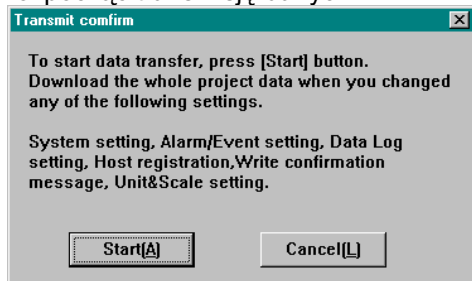 Transmit comfirm
To start data transfer, press [Start] button.
Download the whole project data when you changed
any of the following settings.
System setting, Alarm/Event setting, Data Log
setting, Host registration,Write confirmation
message, Unit&Scale setting.
Start(A) Cancel(L)